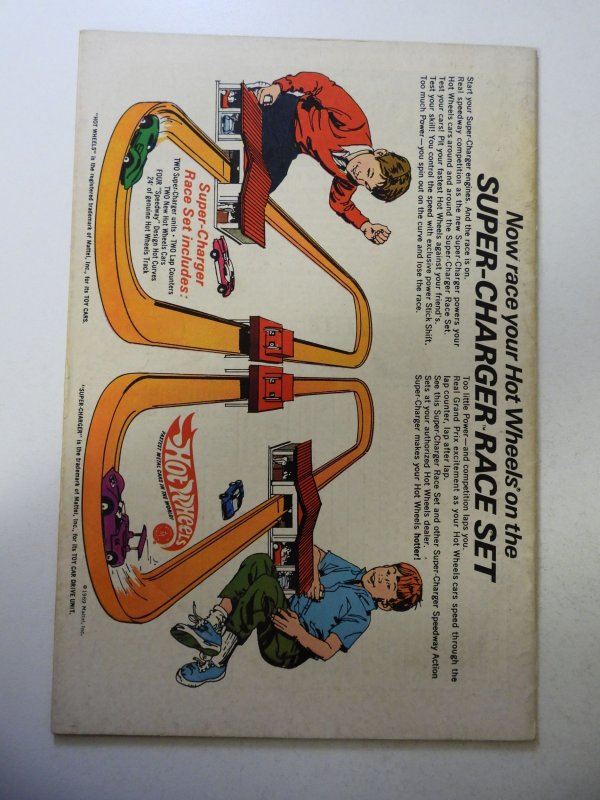 Now race your Hot Wheels® on the
SUPER-CHARGER™ RACE SET
Start your Super-Charger engines. And the race is on.
Real speedway competition as the new Super-Charger powers your
Hot Wheels cars around and around the Super-Charger Race Set.
Test your cars! Pit your fastest Hot Wheels against your friend's.
Test your skill! You control the speed with exclusive power Stick Shift.
Too much Power—you spin out on the curve and lose the race.
Too little Power—and competition laps you.
Real Grand Prix excitement as your Hot Wheels cars speed through the
lap counter, lap after lap.
See this Super-Charger Race Set and other Super-Charger Speedway Action
Sets at your authorized Hot Wheels dealer.
Super-Charger makes your Hot Wheels hotter!
Super-Charger
Race Set includes:
TWO Super-Charger units · TWO Lap Counters
TWO New Hot Wheels Cars
FOUR "Speedway" Design Hot Curves
24' of genuine Hot Wheels Track
HOT WHEELS
FASTEST METAL CARS IN THE WORLD!
"HOT WHEELS" is the registered trademark of Mattel, Inc., for its TOY CARS.
"SUPER-CHARGER" is the trademark of Mattel, Inc., for its TOY CAR DRIVE UNIT.
©1969 Mattel, Inc.